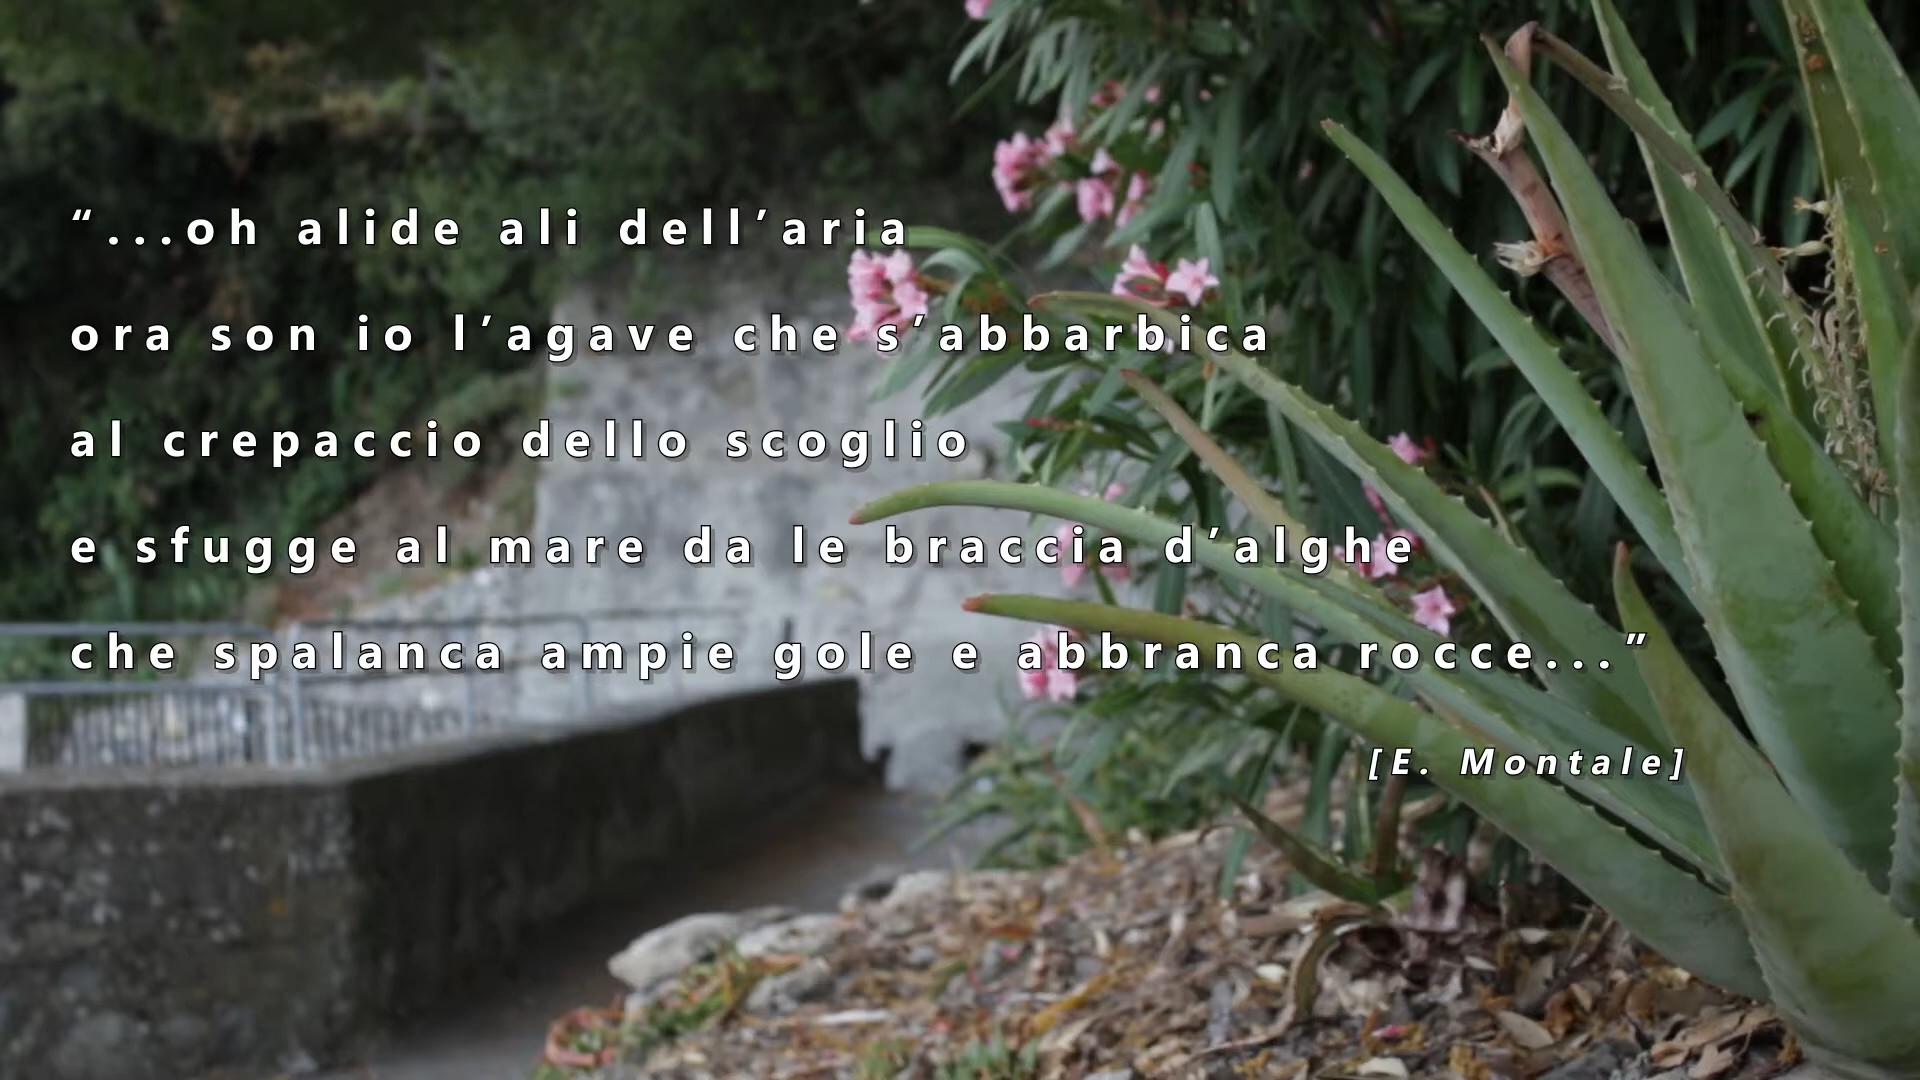 “...oh alide ali dell’aria
ora son io l’agave che s’abbarbica
al crepaccio dello scoglio
e sfugge al mare da le braccia d’alghe
che spalanca ampie gole e abbranca rocce...”
[E. Montale]